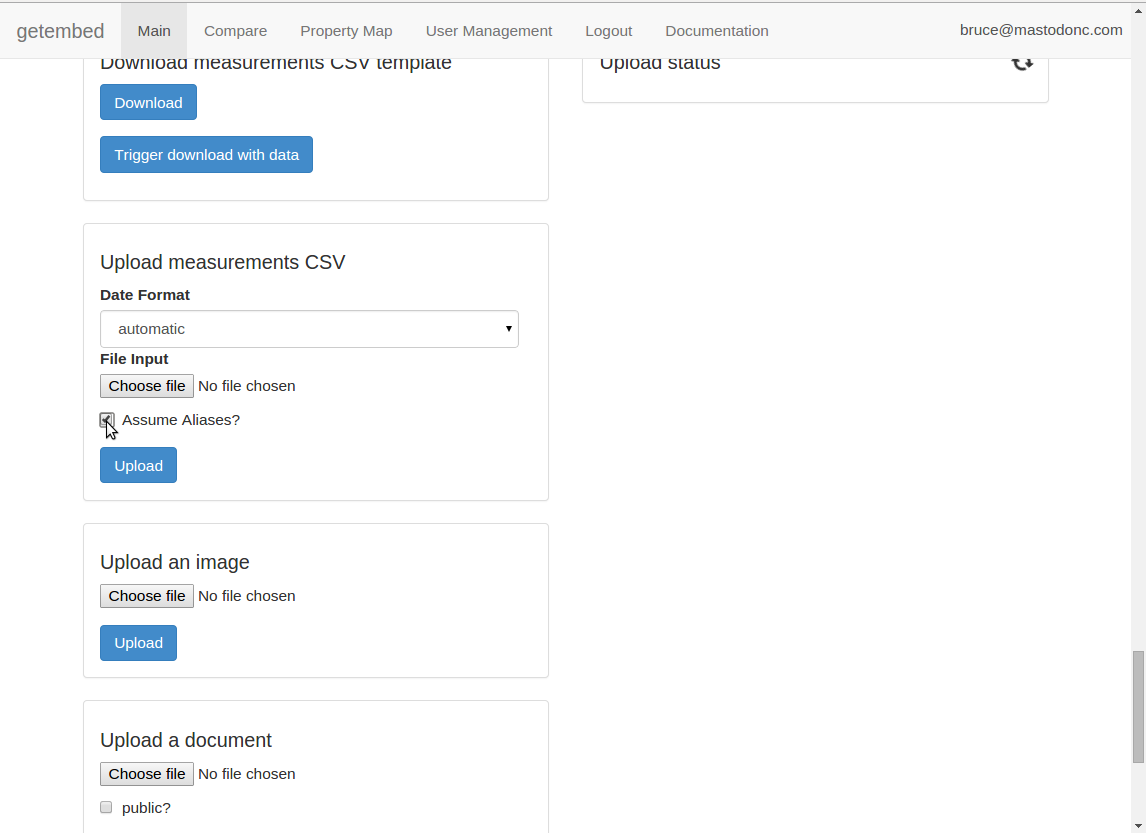 getembed Main Compare Property Map User Management Logout Documentation bruce@mastodonc.com
Download measurements CSV template
Download
Trigger download with data
Upload status
Upload measurements CSV
Date Format
automatic
File Input
Choose file No file chosen
Assume Aliases?
Upload
Upload an image
Choose file No file chosen
Upload
Upload a document
Choose file No file chosen
public?